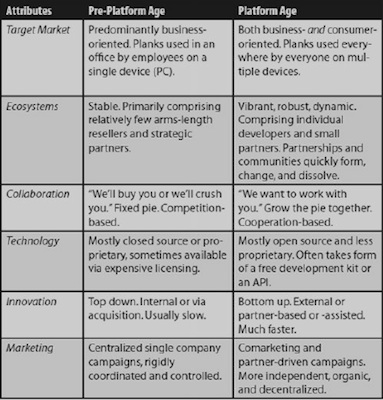 Attributes Pre-Platform Age Platform Age
Target Market
Predominantly business-
oriented. Planks used in an
office by employees on a
single device (PC).
Both business- and consumer-
oriented. Planks used every-
where by everyone on mul-
tiple devices.
Ecosystems
Stable. Primarily comprising
relatively few arms-length
resellers and strategic
partners.
Vibrant, robust, dynamic.
Comprising individual
developers and small
partners. Partnerships and
communities quickly form,
change, and dissolve.
Collaboration
“We’ll buy you or we’ll crush
you.” Fixed pie. Competition-
based.
“We want to work with
you.” Grow the pie together.
Cooperation-based.
Technology
Mostly closed source or pro-
prietary, sometimes available
via expensive licensing.
Mostly open source and less
proprietary. Often takes form
of a free development kit or
an API.
Innovation
Top down. Internal or via
acquisition. Usually slow.
Bottom up. External or
partner-based or -assisted.
Much faster.
Marketing
Centralized single company
campaigns, rigidly
coordinated and controlled.
Comarketing and
partner-driven campaigns.
More independent, organic,
and decentralized.